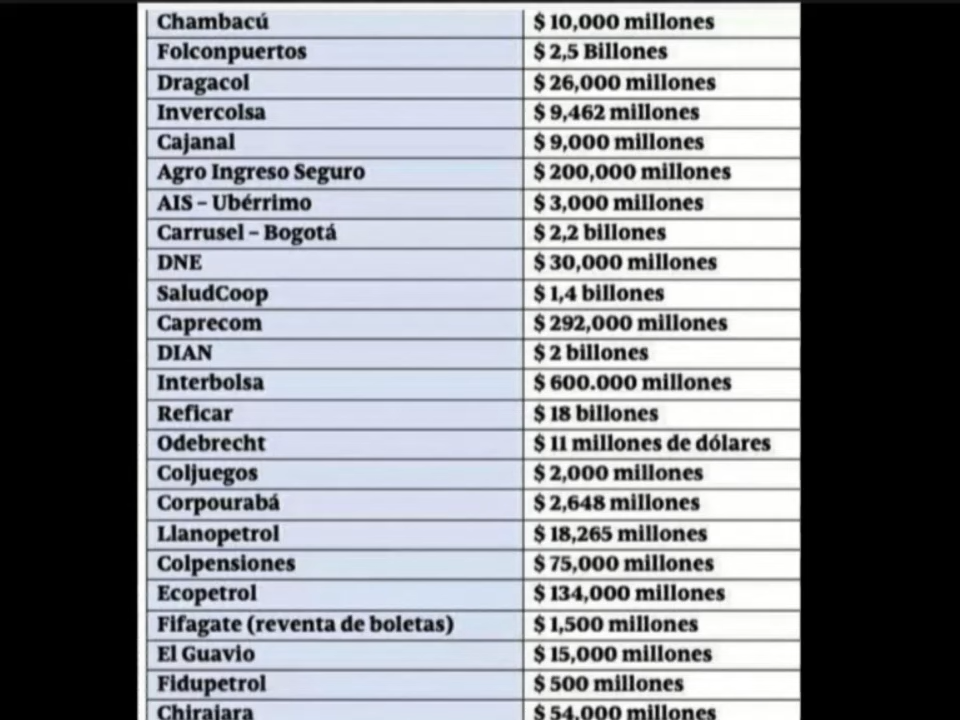 Chambacú $ 10,000 millones
Folconpuertos $ 2,5 Billones
Dragacol $ 26,000 millones
Invercolsa $ 9,462 millones
Cajanal $ 9,000 millones
Agro Ingreso Seguro $ 200,000 millones
AIS – Ubérrimo $ 3,000 millones
Carrusel – Bogotá $ 2,2 billones
DNE $ 30,000 millones
SaludCoop $ 1,4 billones
Caprecom $ 292,000 millones
DIAN $ 2 billones
Interbolsa $ 600.000 millones
Reficar $ 18 billones
Odebrecht $ 11 millones de dólares
Coljuegos $ 2,000 millones
Corpourabá $ 2,648 millones
Llanopetrol $ 18,265 millones
Colpensiones $ 75,000 millones
Ecopetrol $ 134,000 millones
Fifagate (reventa de boletas) $ 1,500 millones
El Guavio $ 15,000 millones
Fidupetrol $ 500 millones
Chirajara $ 54,000 millones